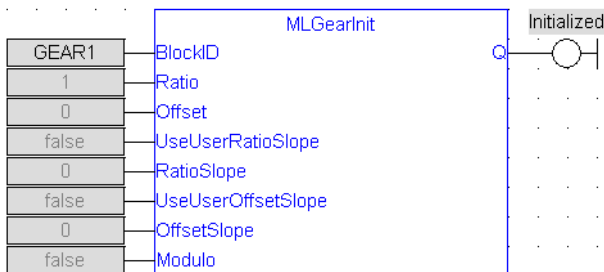 MLGearInit
Initialized
GEAR1 BlockID Q
1 Ratio
0 Offset
false UseUserRatioSlope
0 RatioSlope
false UseUserOffsetSlope
0 OffsetSlope
false Modulo